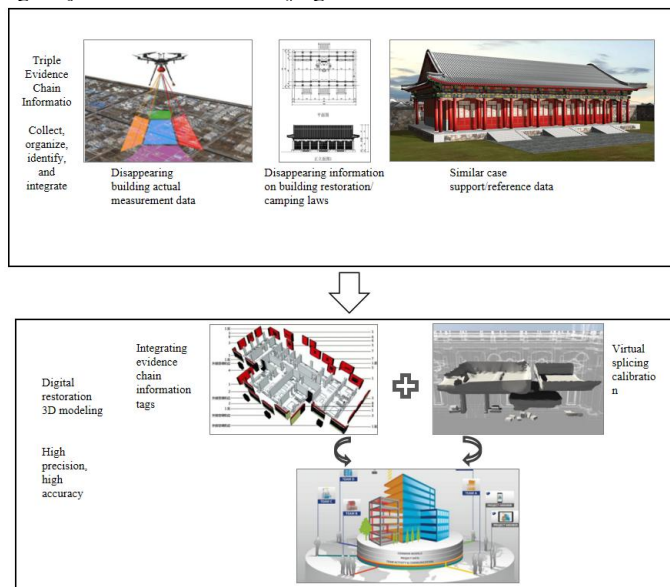 Triple
Evidence
Chain
Informatio
Collect,
organize,
identify,
and
integrate
Disappearing
building actual
measurement data
Disappearing information
on building restoration/
camping laws
Similar case
support/reference data
Integrating
evidence
chain
information
tags
Virtual
splicing
calibratio
n
Digital
restoration
3D modeling
High
precision,
high
accuracy